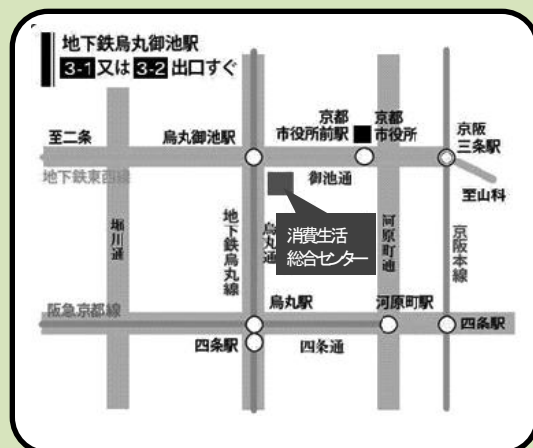 地下鉄烏丸御池駅
3-1又は3-2出口すぐ
至二条
烏丸御池駅
京都
市役所前駅
京都
市役所
京阪
三条駅
地下鉄東西線
御池通
至山科
堀川通
地下鉄烏丸線
烏丸通
消費生活
総合センター
河原町通
京阪本線
阪急京都線
烏丸駅
河原町駅
四条駅
四条通
四条駅